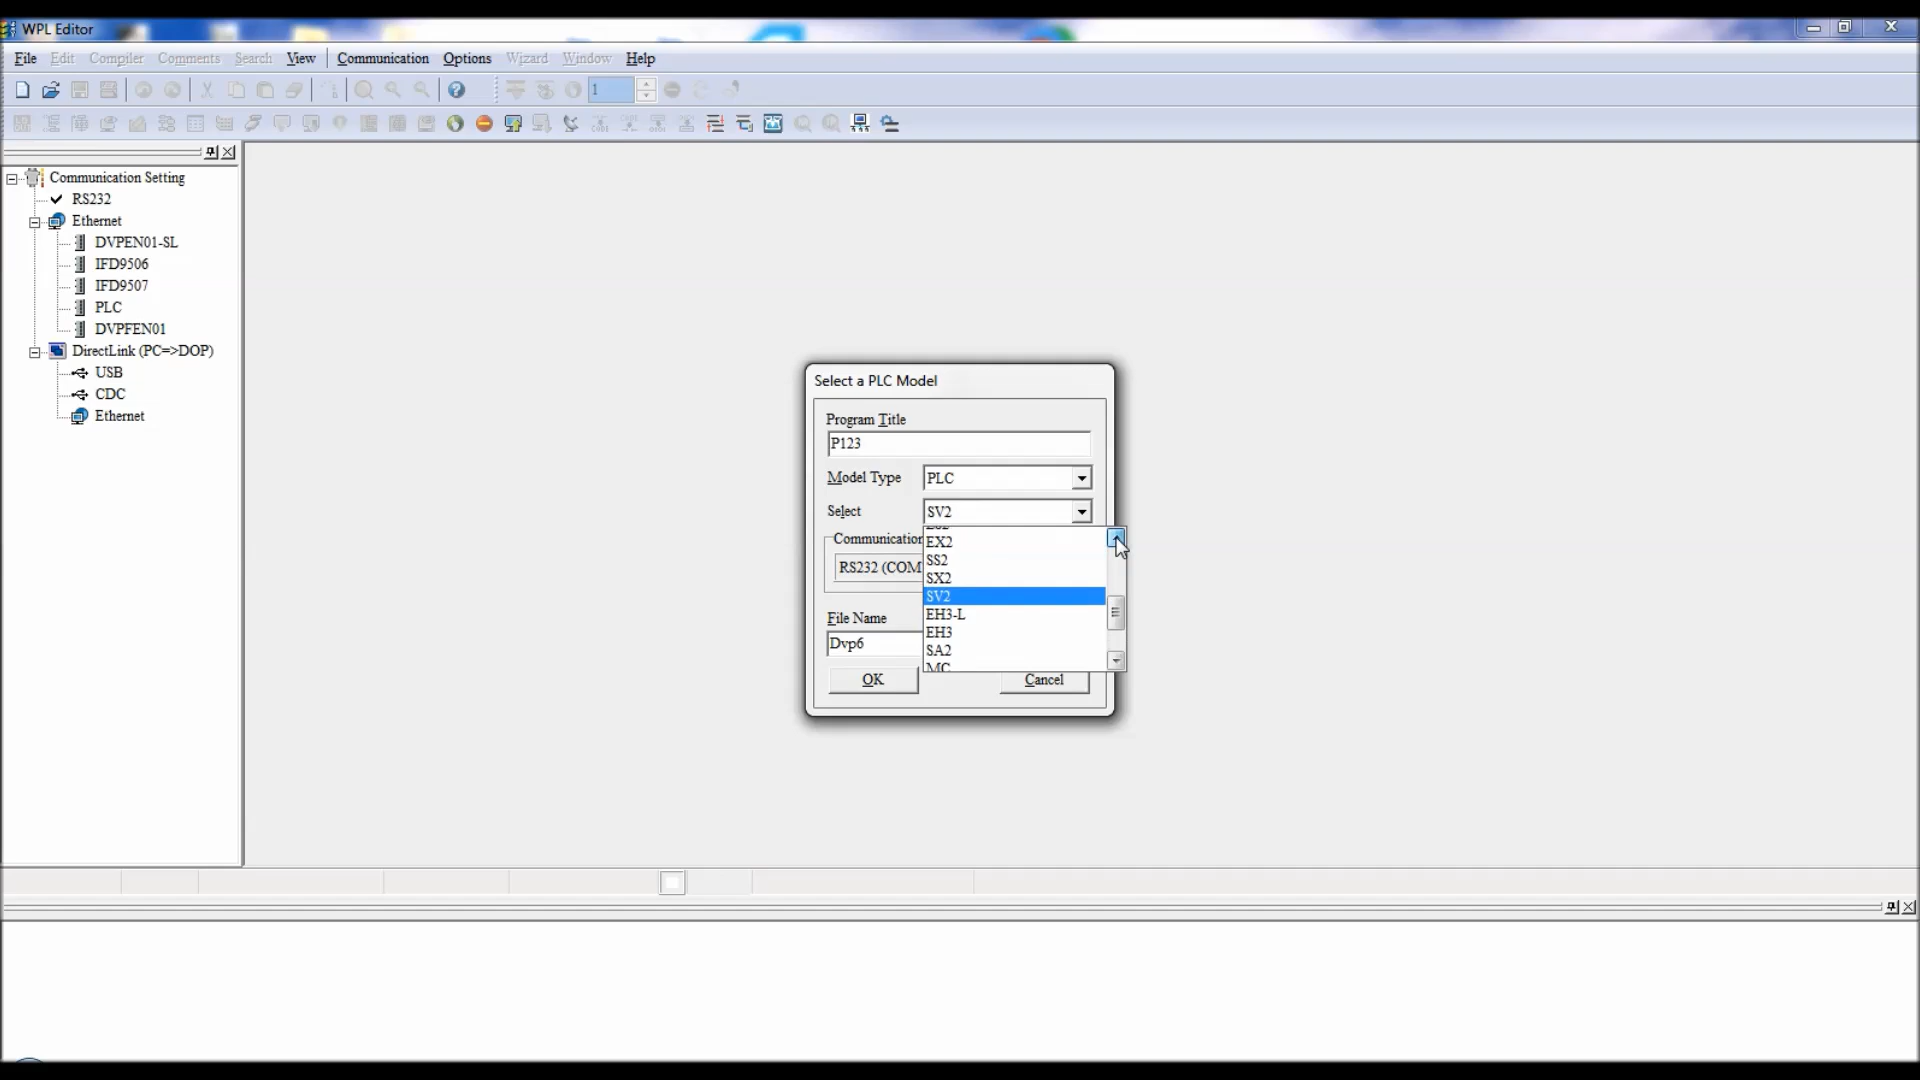 WPL Editor
File Edit Compiler Comments Search View Communication Options Wizard Window Help
1
Communication Setting
RS232
Ethernet
DVPEN01-SL
IFD9506
IFD9507
PLC
DVPFEN01
DirectLink (PC=>DOP)
USB
CDC
Ethernet
Select a PLC Model
Program Title
P123
Model Type PLC
Select SV2
EX2
SS2
SX2
SV2
EH3-L
EH3
SA2
MC
Communication
RS232 (COM
File Name
Dvp6
OK Cancel